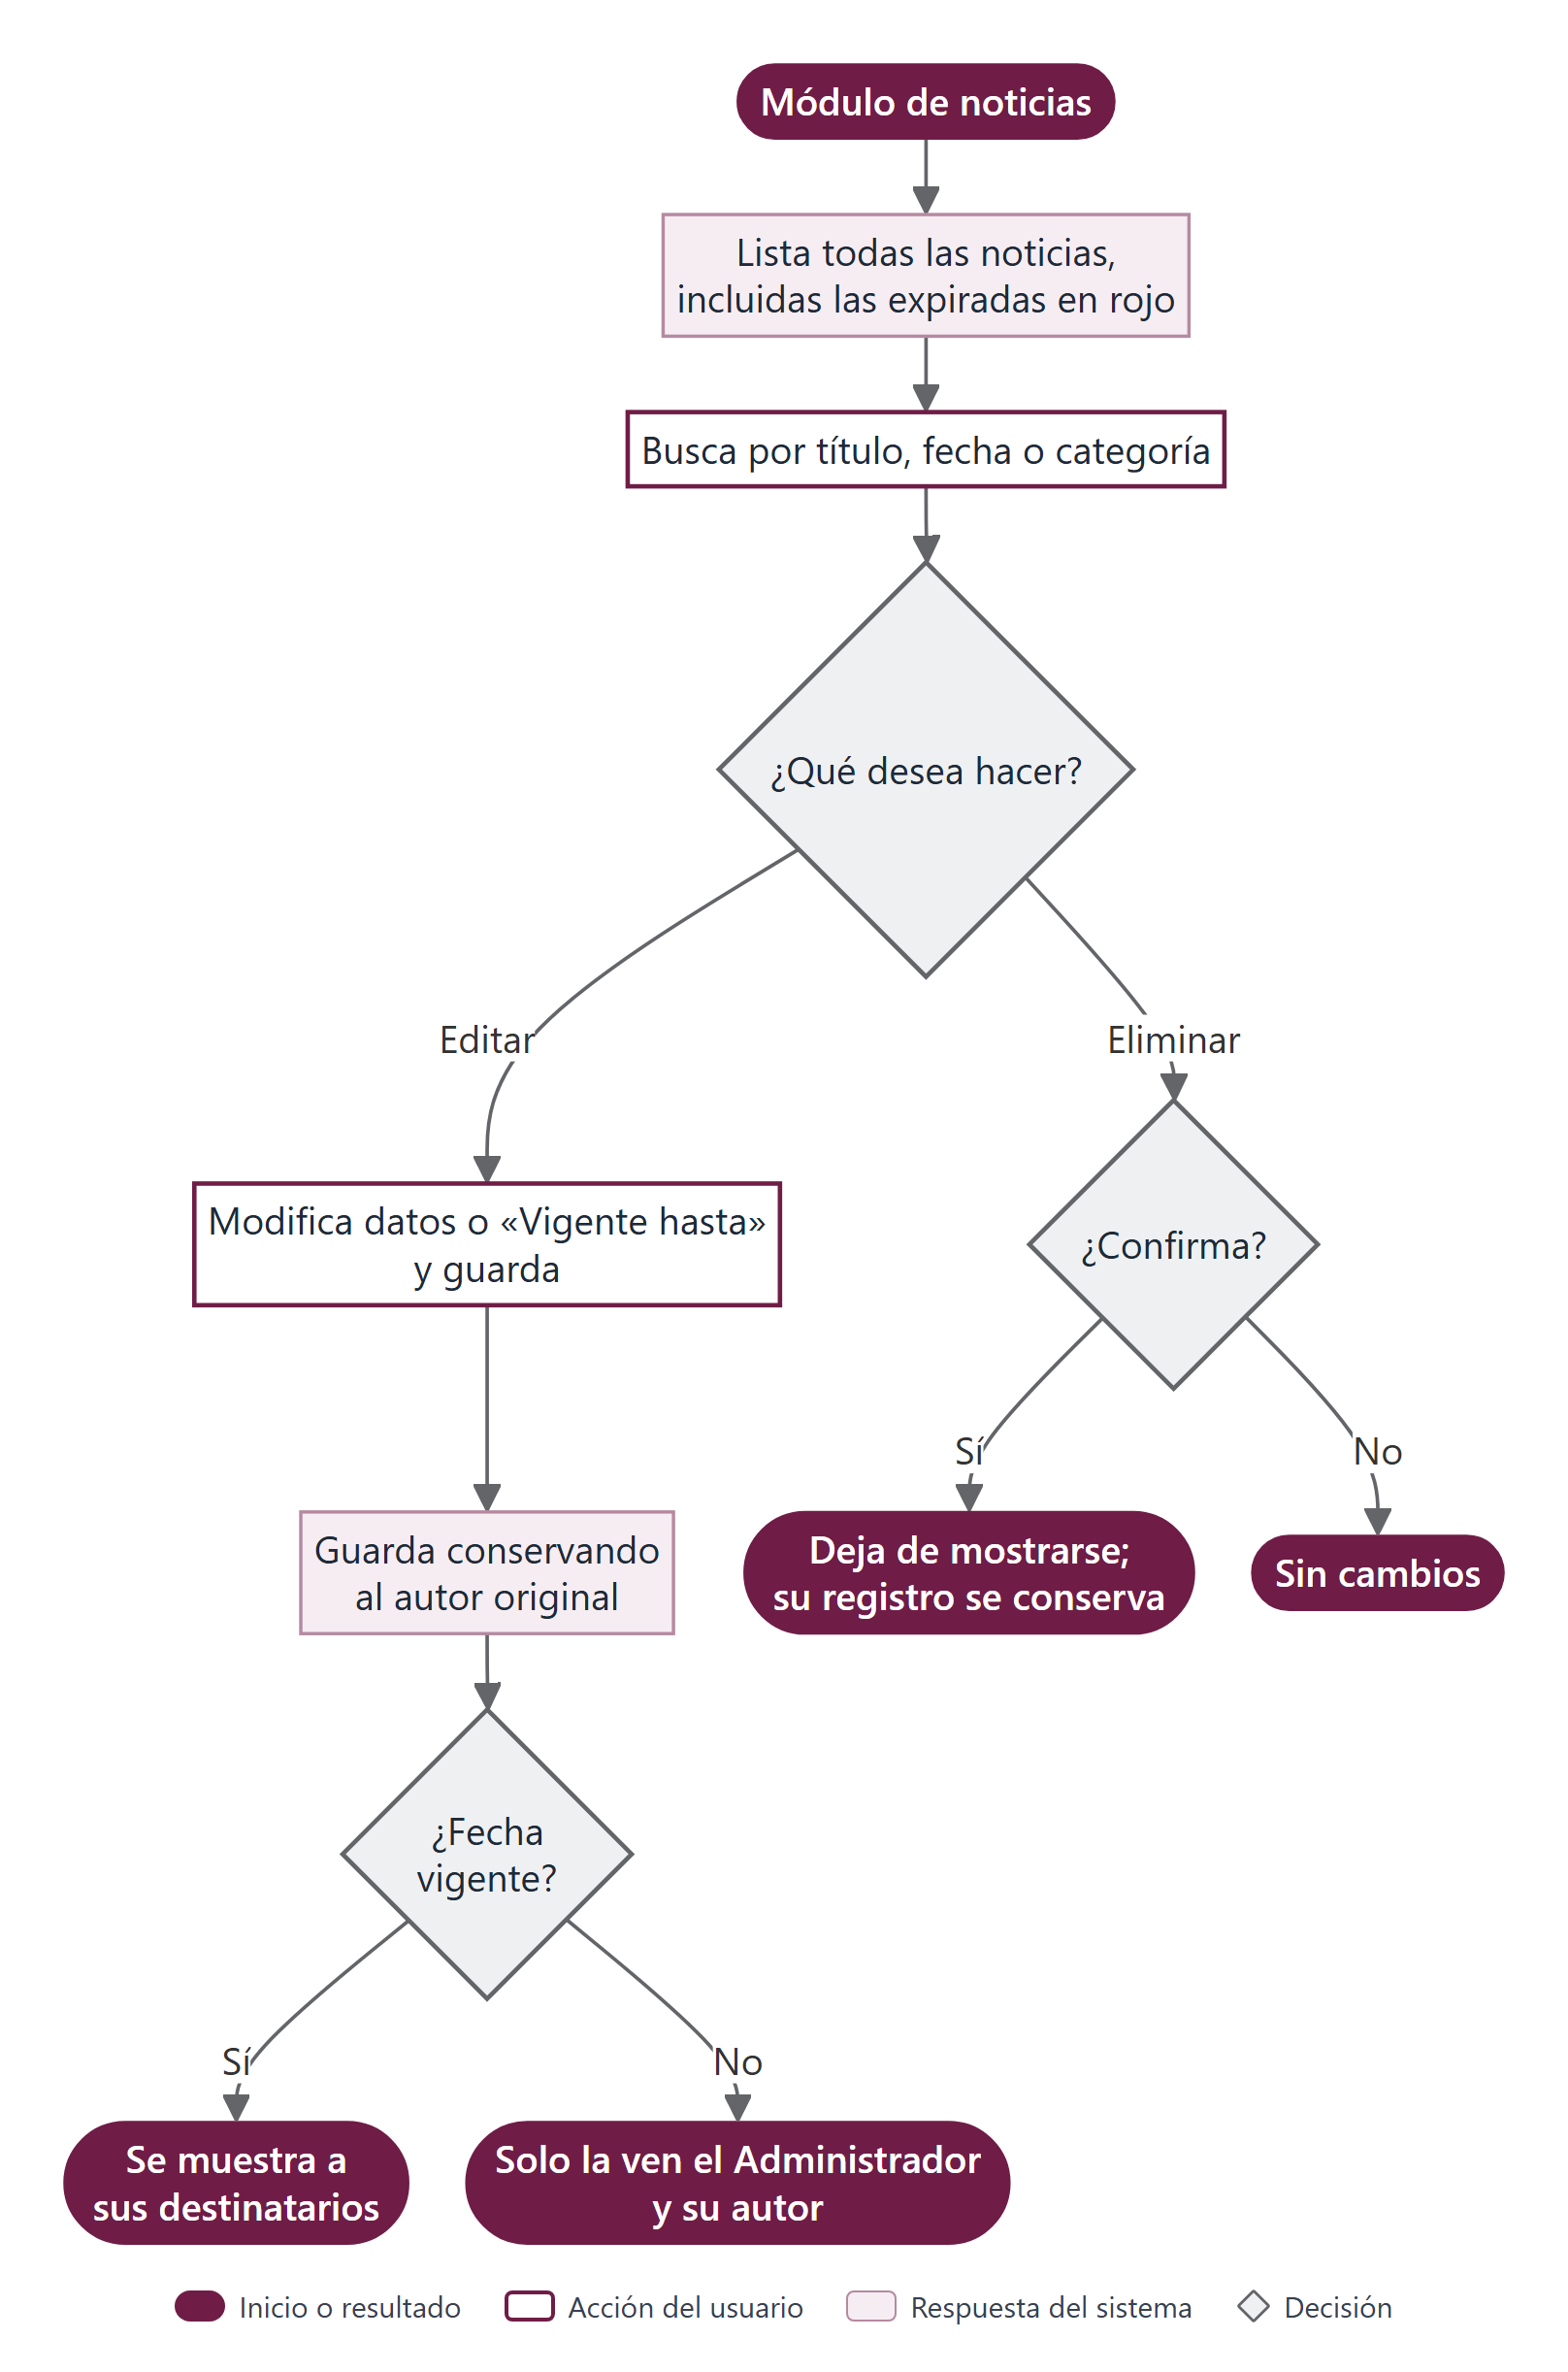 Módulo de noticias
Lista todas las noticias,
incluidas las expiradas en rojo
Busca por título, fecha o categoría
¿Qué desea hacer?
Editar
Eliminar
Modifica datos o «Vigente hasta»
y guarda
¿Confirma?
Sí
No
Guarda conservando
al autor original
Deja de mostrarse;
su registro se conserva
Sin cambios
¿Fecha
vigente?
Sí
No
Se muestra a
sus destinatarios
Solo la ven el Administrador
y su autor
Inicio o resultado
Acción del usuario
Respuesta del sistema
Decisión